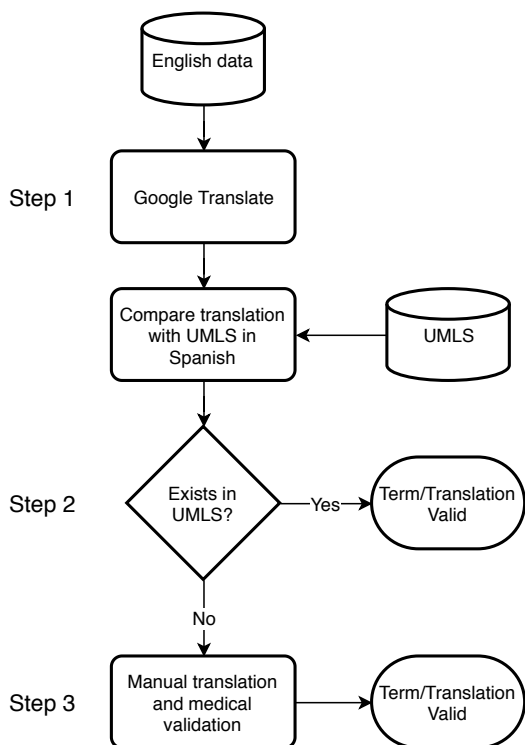 English data
Step 1
Google Translate
Compare translation
with UMLS in
Spanish
UMLS
Step 2
Exists in
UMLS?
Yes
Term/Translation
Valid
No
Step 3
Manual translation
and medical
validation
Term/Translation
Valid